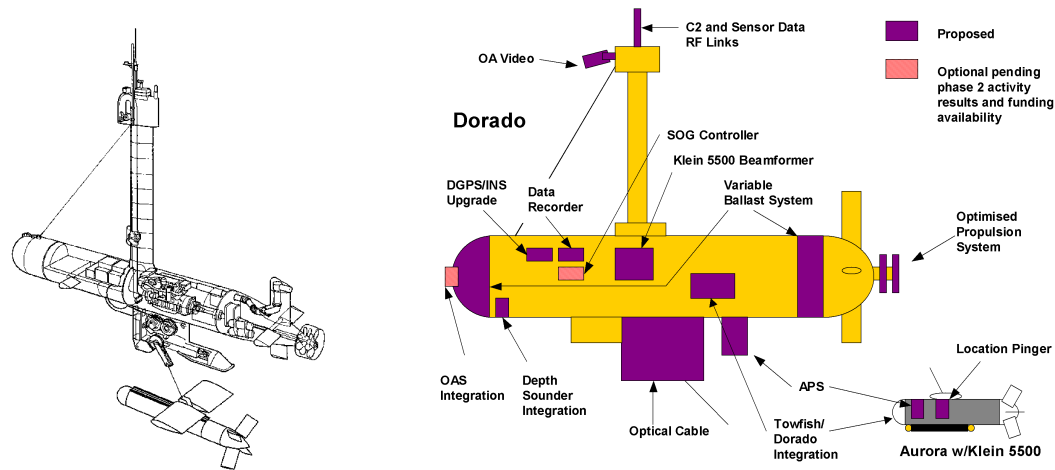 C2 and Sensor Data
RF Links
Proposed
OA Video
Optional pending
phase 2 activity
results and funding
availability
Dorado
SOG Controller
Klein 5500 Beamformer
DGPS/INS
Upgrade
Data
Recorder
Variable
Ballast System
Optimised
Propulsion
System
Location Pinger
OAS
Integration
Depth
Sounder
Integration
APS
Optical Cable
Towfish/
Dorado
Integration
Aurora w/Klein 5500